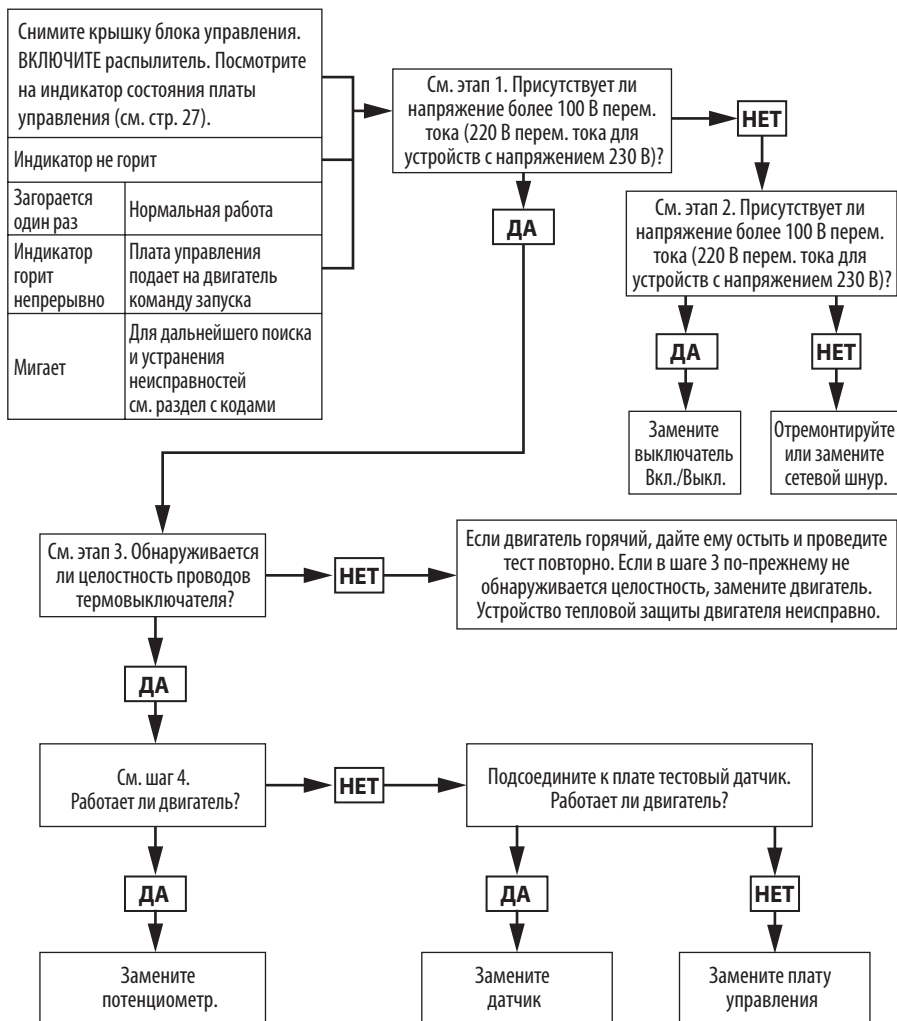 Снимите крышку блока управления.
ВКЛЮЧИТЕ распылитель. Посмотрите
на индикатор состояния платы
управления (см. стр. 27).
Индикатор не горит
Загорается
один раз
Нормальная работа
Индикатор
горит
непрерывно
Плата управления
подает на двигатель
команду запуска
Мигает
Для дальнейшего поиска
и устранения
неисправностей
см. раздел с кодами
См. этап 1. Присутствует ли
напряжение более 100 В перем.
тока (220 В перем. тока для
устройств с напряжением 230 В)?
НЕТ
ДА
См. этап 2. Присутствует ли
напряжение более 100 В перем.
тока (220 В перем. тока для
устройств с напряжением 230 В)?
ДА
НЕТ
Замените
выключатель
Вкл./Выкл.
Отремонтируйте
или замените
сетевой шнур.
См. этап 3. Обнаруживается
ли целостность проводов
термовыключателя?
НЕТ
Если двигатель горячий, дайте ему остыть и проведите
тест повторно. Если в шаге 3 по-прежнему не
обнаруживается целостность, замените двигатель.
Устройство тепловой защиты двигателя неисправно.
ДА
См. шаг 4.
Работает ли двигатель?
НЕТ
Подсоедините к плате тестовый датчик.
Работает ли двигатель?
ДА
ДА
НЕТ
Замените
потенциометр.
Замените
датчик
Замените плату
управления